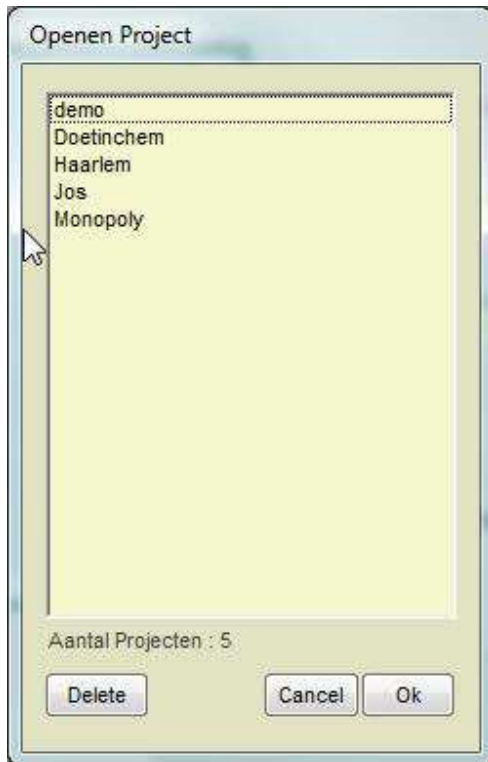 Openen Project
demo
Doetinchem
Haarlem
Jos
Monopoly
Aantal Projecten : 5
Delete Cancel Ok